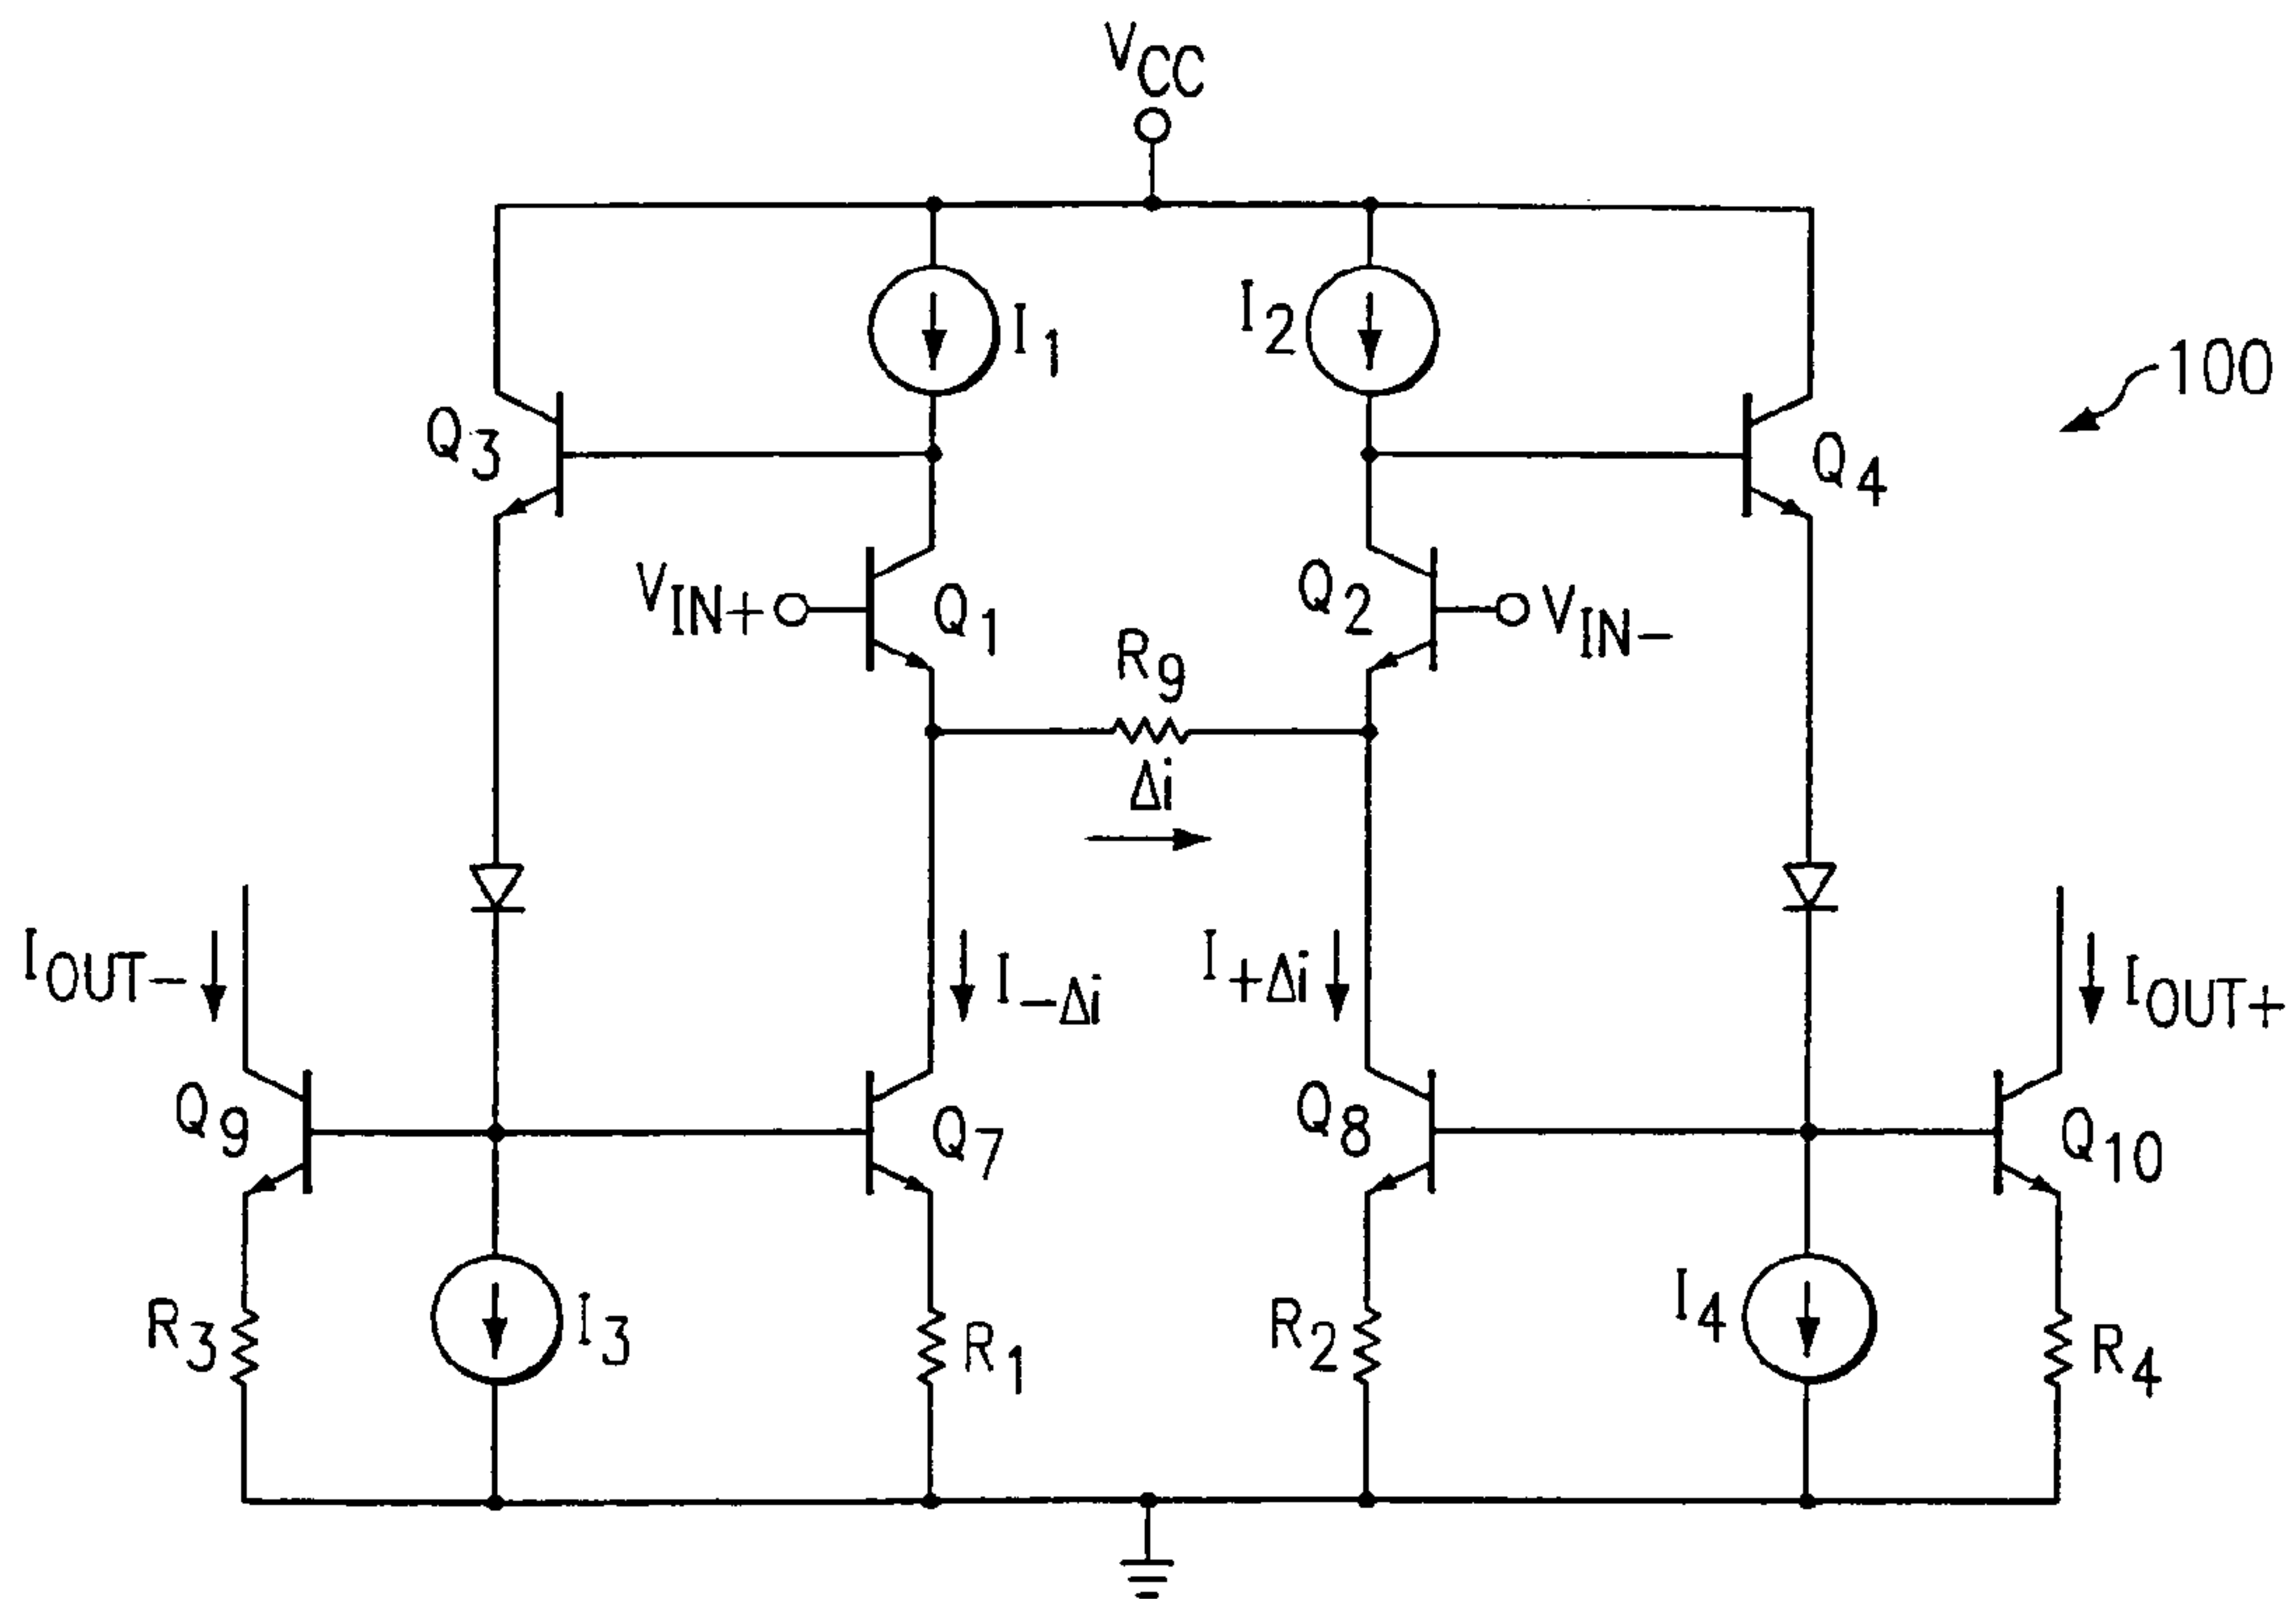 VCC
I1
I2
100
Q3
Q4
VIN+
Q1
Q2
VIN-
R9
Δi
IOUT-
I-Δi
I+Δi
IOUT+
Q9
Q7
Q8
Q10
R3
I3
R1
R2
I4
R4